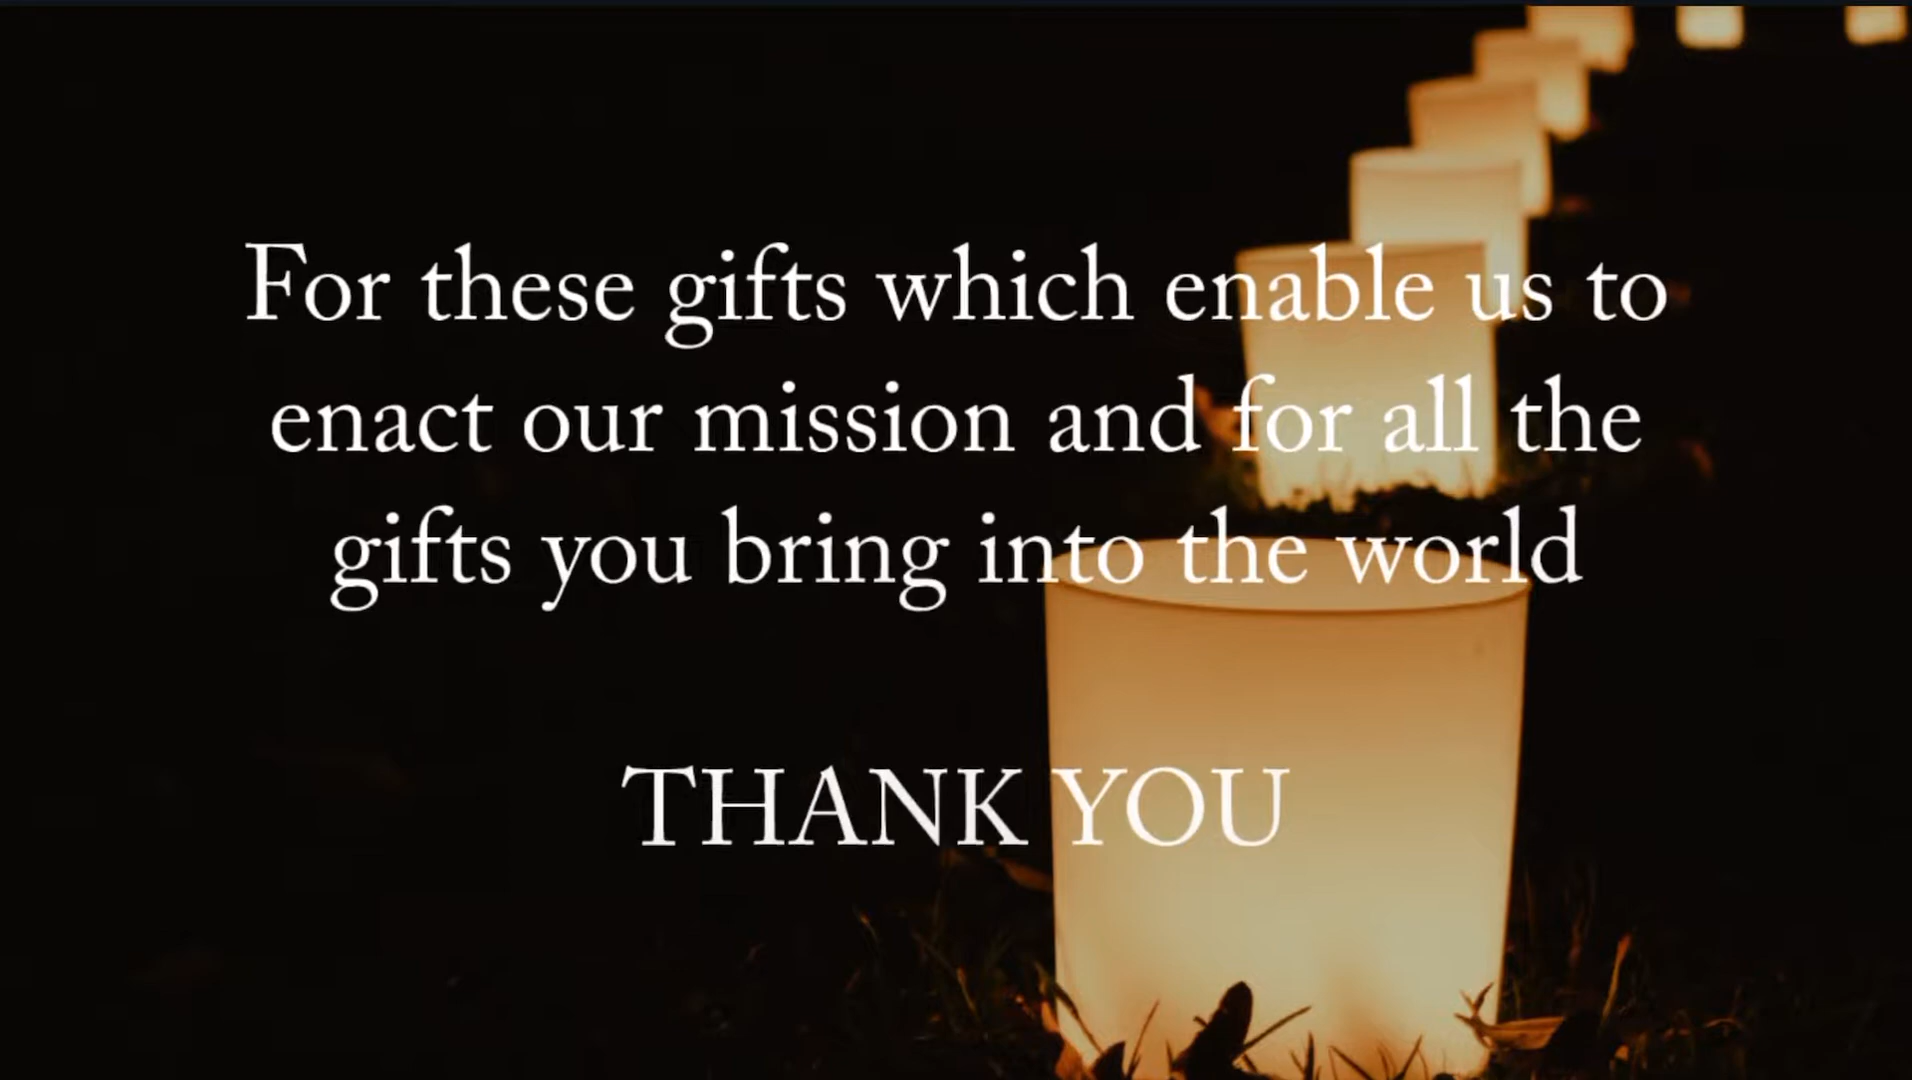 For these gifts which enable us to
enact our mission and for all the
gifts you bring into the world
THANK YOU